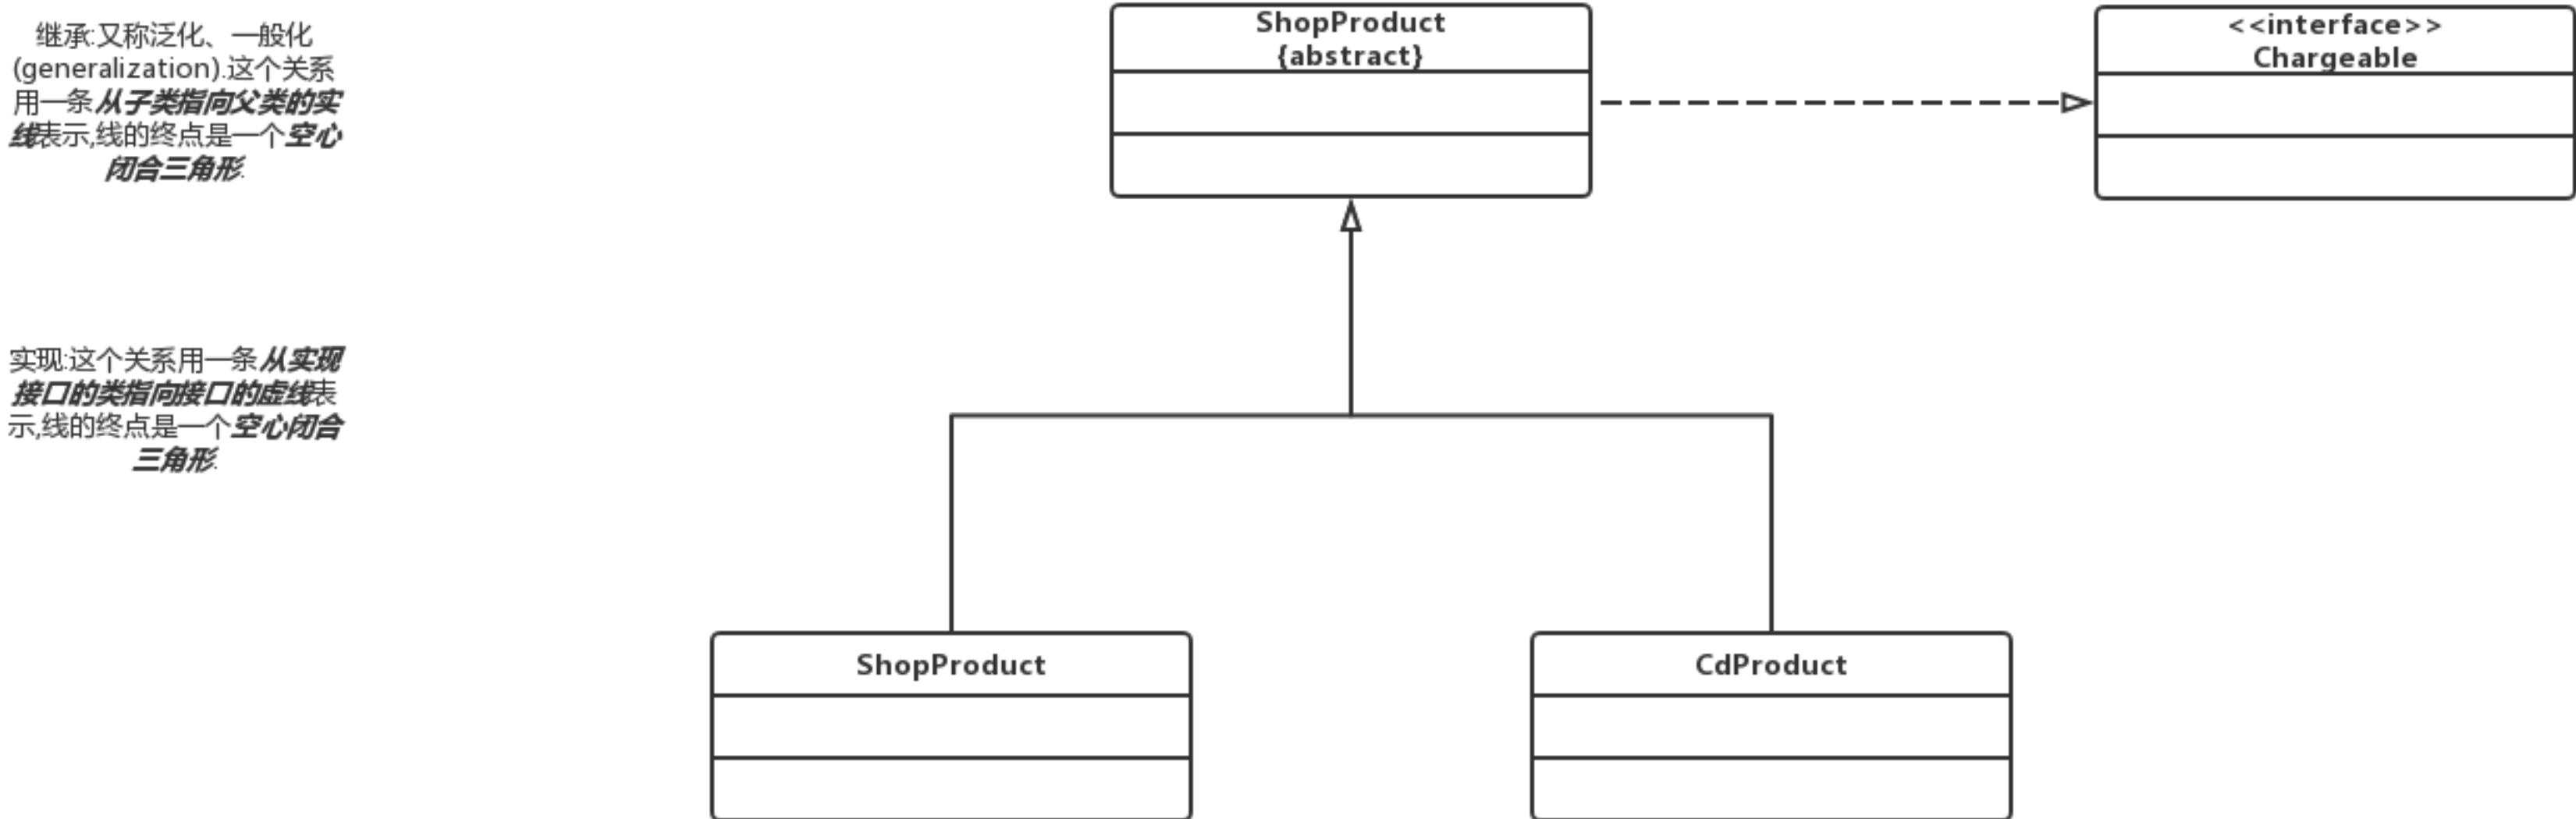 继承:又称泛化、一般化
(generalization).这个关系
用一条从子类指向父类的实
线表示,线的终点是一个空心
闭合三角形.
ShopProduct
{abstract}
<<interface>>
Chargeable
实现:这个关系用一条从实现
接口的类指向接口的虚线表
示,线的终点是一个空心闭合
三角形.
ShopProduct
CdProduct